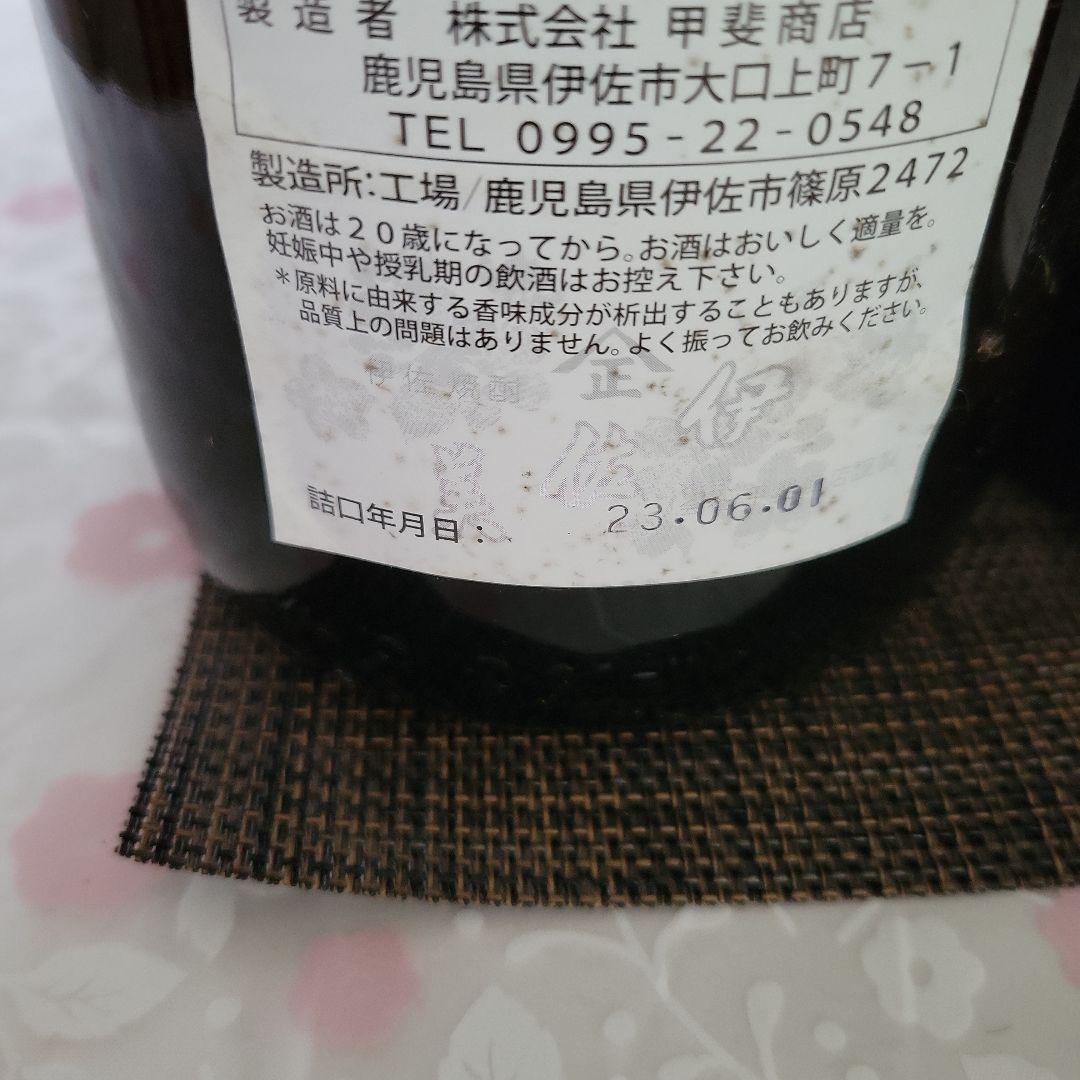 製造者 株式会社 甲斐商店
鹿児島県伊佐市大口上町7-1
TEL 0995-22-0548
製造所:工場/鹿児島県伊佐市篠原2472
お酒は20歳になってから。お酒はおいしく適量を。
妊娠中や授乳期の飲酒はお控え下さい。
*原料に由来する香味成分が析出することもありますが、
品質上の問題はありません。よく振ってお飲みください。
伊佐焼酎
正
伊佐美
詰口年月日: 23.06.01